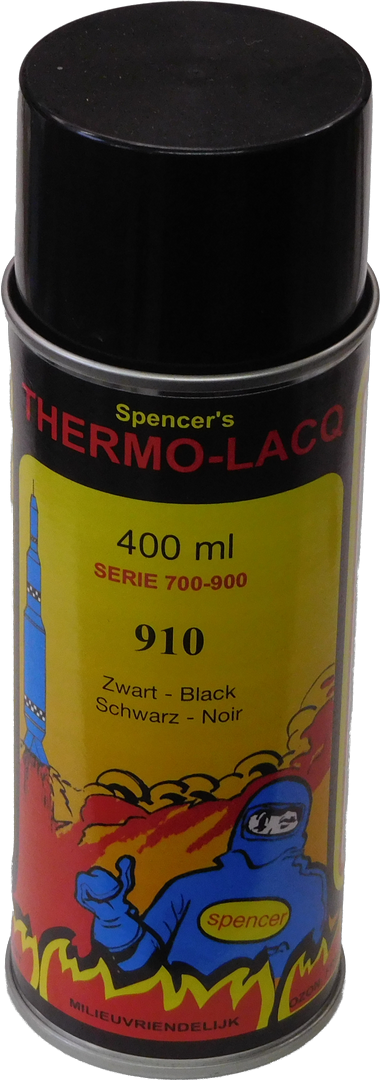 Spencer's
THERMO-LACQ
400 ml
SERIE 700-900
910
Zwart - Black
Schwarz - Noir
spencer
MILIEUVRIENDELIJK